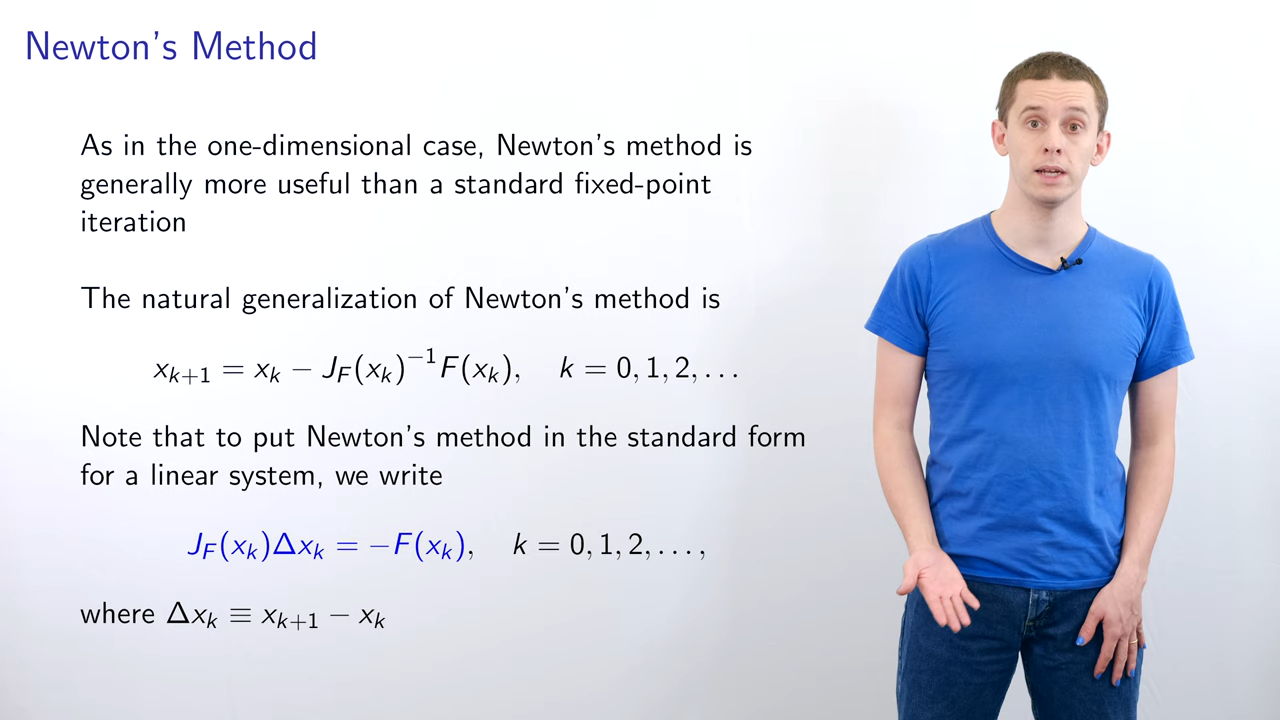 Newton's Method
As in the one-dimensional case, Newton's method is
generally more useful than a standard fixed-point
iteration
The natural generalization of Newton's method is
x_{k+1} = x_k − J_F(x_k)^{−1}F(x_k),   k = 0, 1, 2, . . .
Note that to put Newton's method in the standard form
for a linear system, we write
J_F(x_k)Δx_k = −F(x_k),   k = 0, 1, 2, . . . ,
where Δx_k ≡ x_{k+1} − x_k